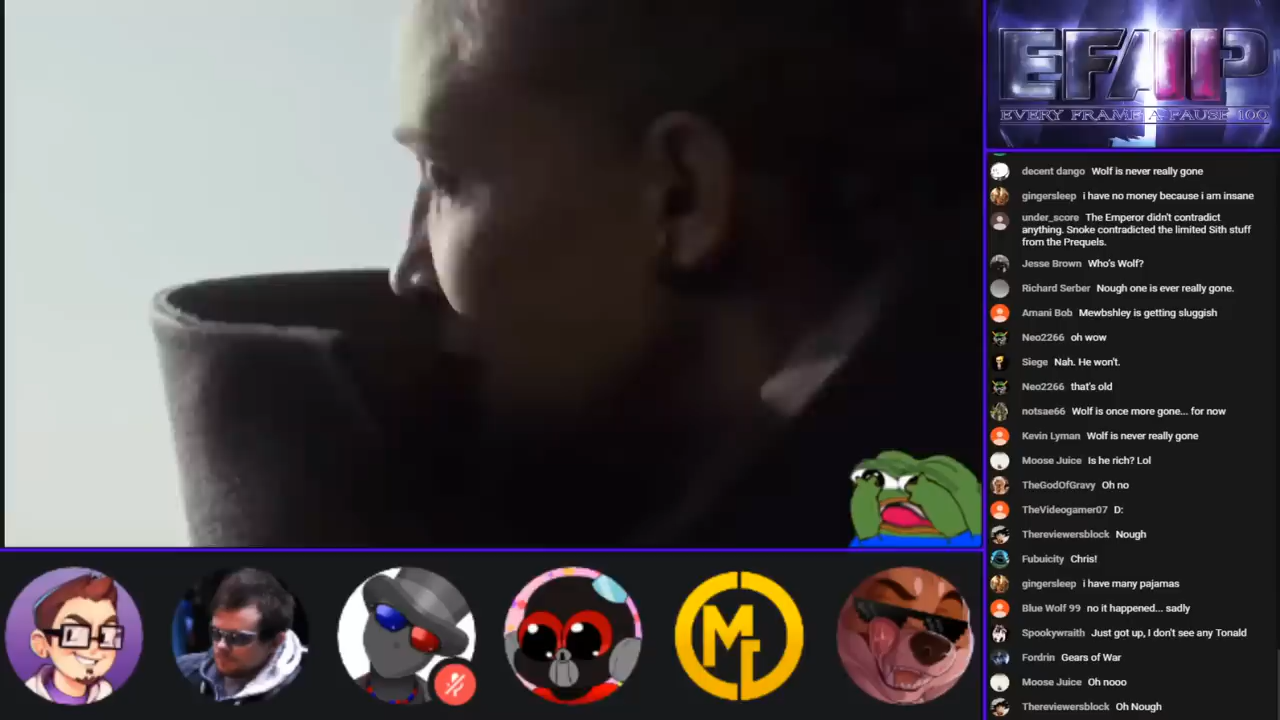 EFAP
EVERY FRAME A PAUSE 100
decent dango Wolf is never really gone
gingersleep i have no money because i am insane
under_score The Emperor didn't contradict
anything. Snoke contradicted the limited Sith stuff
from the Prequels.
Jesse Brown Who's Wolf?
Richard Serber Nough one is ever really gone.
Amani Bob Mewbshley is getting sluggish
Neo2266 oh wow
Siege Nah. He won't.
Neo2266 that's old
notsae66 Wolf is once more gone... for now
Kevin Lyman Wolf is never really gone
Moose Juice Is he rich? Lol
TheGodOfGravy Oh no
TheVideogamer07 D:
Thereviewersblock Nough
Fubuicity Chris!
gingersleep i have many pajamas
Blue Wolf 99 no it happened... sadly
Spookywraith Just got up, I don't see any Tonald
Fordrin Gears of War
Moose Juice Oh nooo
Thereviewersblock Oh Nough